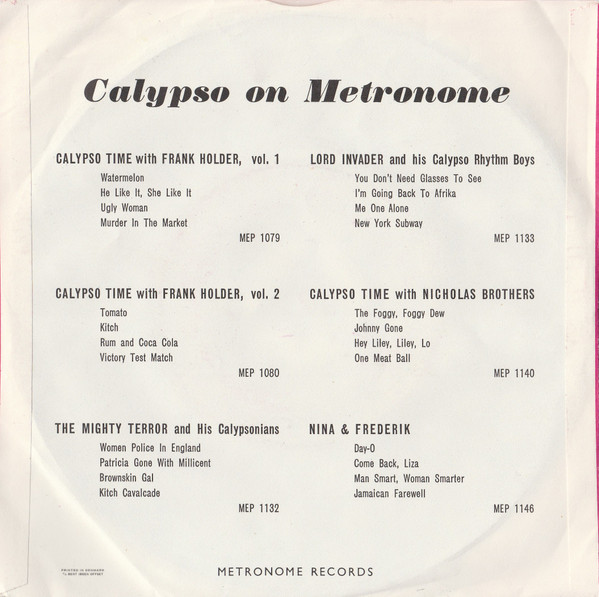 Calypso on Metronome
CALYPSO TIME with FRANK HOLDER, vol. 1
Watermelon
He Like It, She Like It
Ugly Woman
Murder In The Market
MEP 1079
LORD INVADER and his Calypso Rhythm Boys
You Don't Need Glasses To See
I'm Going Back To Afrika
Me One Alone
New York Subway
MEP 1133
CALYPSO TIME with FRANK HOLDER, vol. 2
Tomato
Kitch
Rum and Coca Cola
Victory Test Match
MEP 1080
CALYPSO TIME with NICHOLAS BROTHERS
The Foggy, Foggy Dew
Johnny Gone
Hey Liley, Liley, Lo
One Meat Ball
MEP 1140
THE MIGHTY TERROR and His Calypsonians
Women Police In England
Patricia Gone With Millicent
Brownskin Gal
Kitch Cavalcade
MEP 1132
NINA & FREDERIK
Day-O
Come Back, Liza
Man Smart, Woman Smarter
Jamaican Farewell
MEP 1146
PRINTED IN DENMARK
OFFSET
METRONOME RECORDS